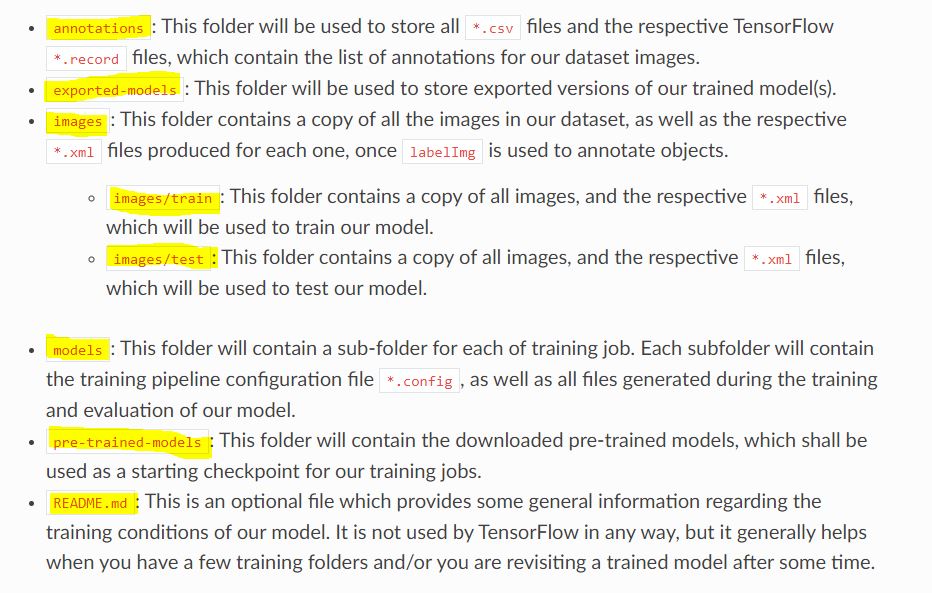 annotations : This folder will be used to store all *.csv files and the respective TensorFlow
*.record files, which contain the list of annotations for our dataset images.
exported-models : This folder will be used to store exported versions of our trained model(s).
images : This folder contains a copy of all the images in our dataset, as well as the respective
*.xml files produced for each one, once labelImg is used to annotate objects.
images/train : This folder contains a copy of all images, and the respective *.xml files,
which will be used to train our model.
images/test : This folder contains a copy of all images, and the respective *.xml files,
which will be used to test our model.
models : This folder will contain a sub-folder for each of training job. Each subfolder will contain
the training pipeline configuration file *.config , as well as all files generated during the training
and evaluation of our model.
pre-trained-models : This folder will contain the downloaded pre-trained models, which shall be
used as a starting checkpoint for our training jobs.
README.md : This is an optional file which provides some general information regarding the
training conditions of our model. It is not used by TensorFlow in any way, but it generally helps
when you have a few training folders and/or you are revisiting a trained model after some time.